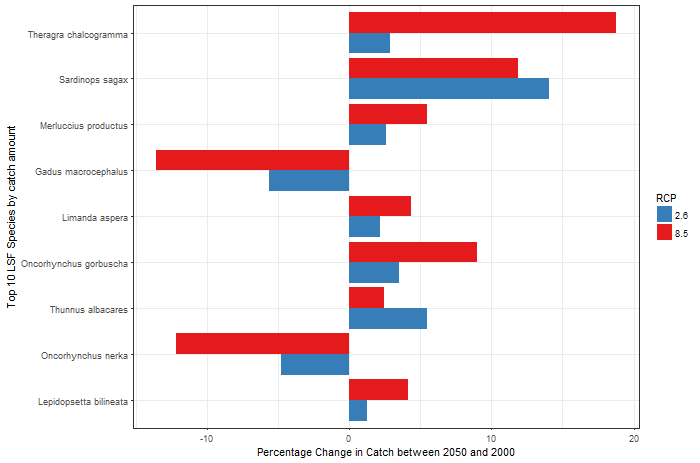 Top 10 LSF Species by catch amount
Theragra chalcogramma
Sardinops sagax
Merluccius productus
Gadus macrocephalus
Limanda aspera
Oncorhynchus gorbuscha
Thunnus albacares
Oncorhynchus nerka
Lepidopsetta bilineata
-10 0 10 20
Percentage Change in Catch between 2050 and 2000
RCP
2.6
8.5